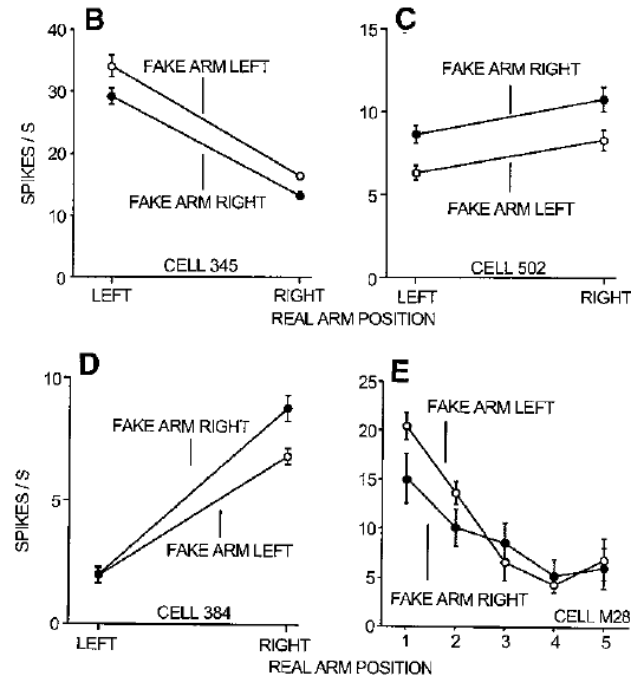 B
40
30
20
10
0
SPIKES / S
FAKE ARM LEFT
FAKE ARM RIGHT
CELL 345
LEFT
RIGHT
C
15
10
5
0
FAKE ARM RIGHT
FAKE ARM LEFT
CELL 502
LEFT
RIGHT
REAL ARM POSITION
D
10
5
0
SPIKES / S
FAKE ARM RIGHT
FAKE ARM LEFT
CELL 384
LEFT
RIGHT
E
25
20
15
10
5
0
FAKE ARM LEFT
FAKE ARM RIGHT
CELL M28
1 2 3 4 5
REAL ARM POSITION